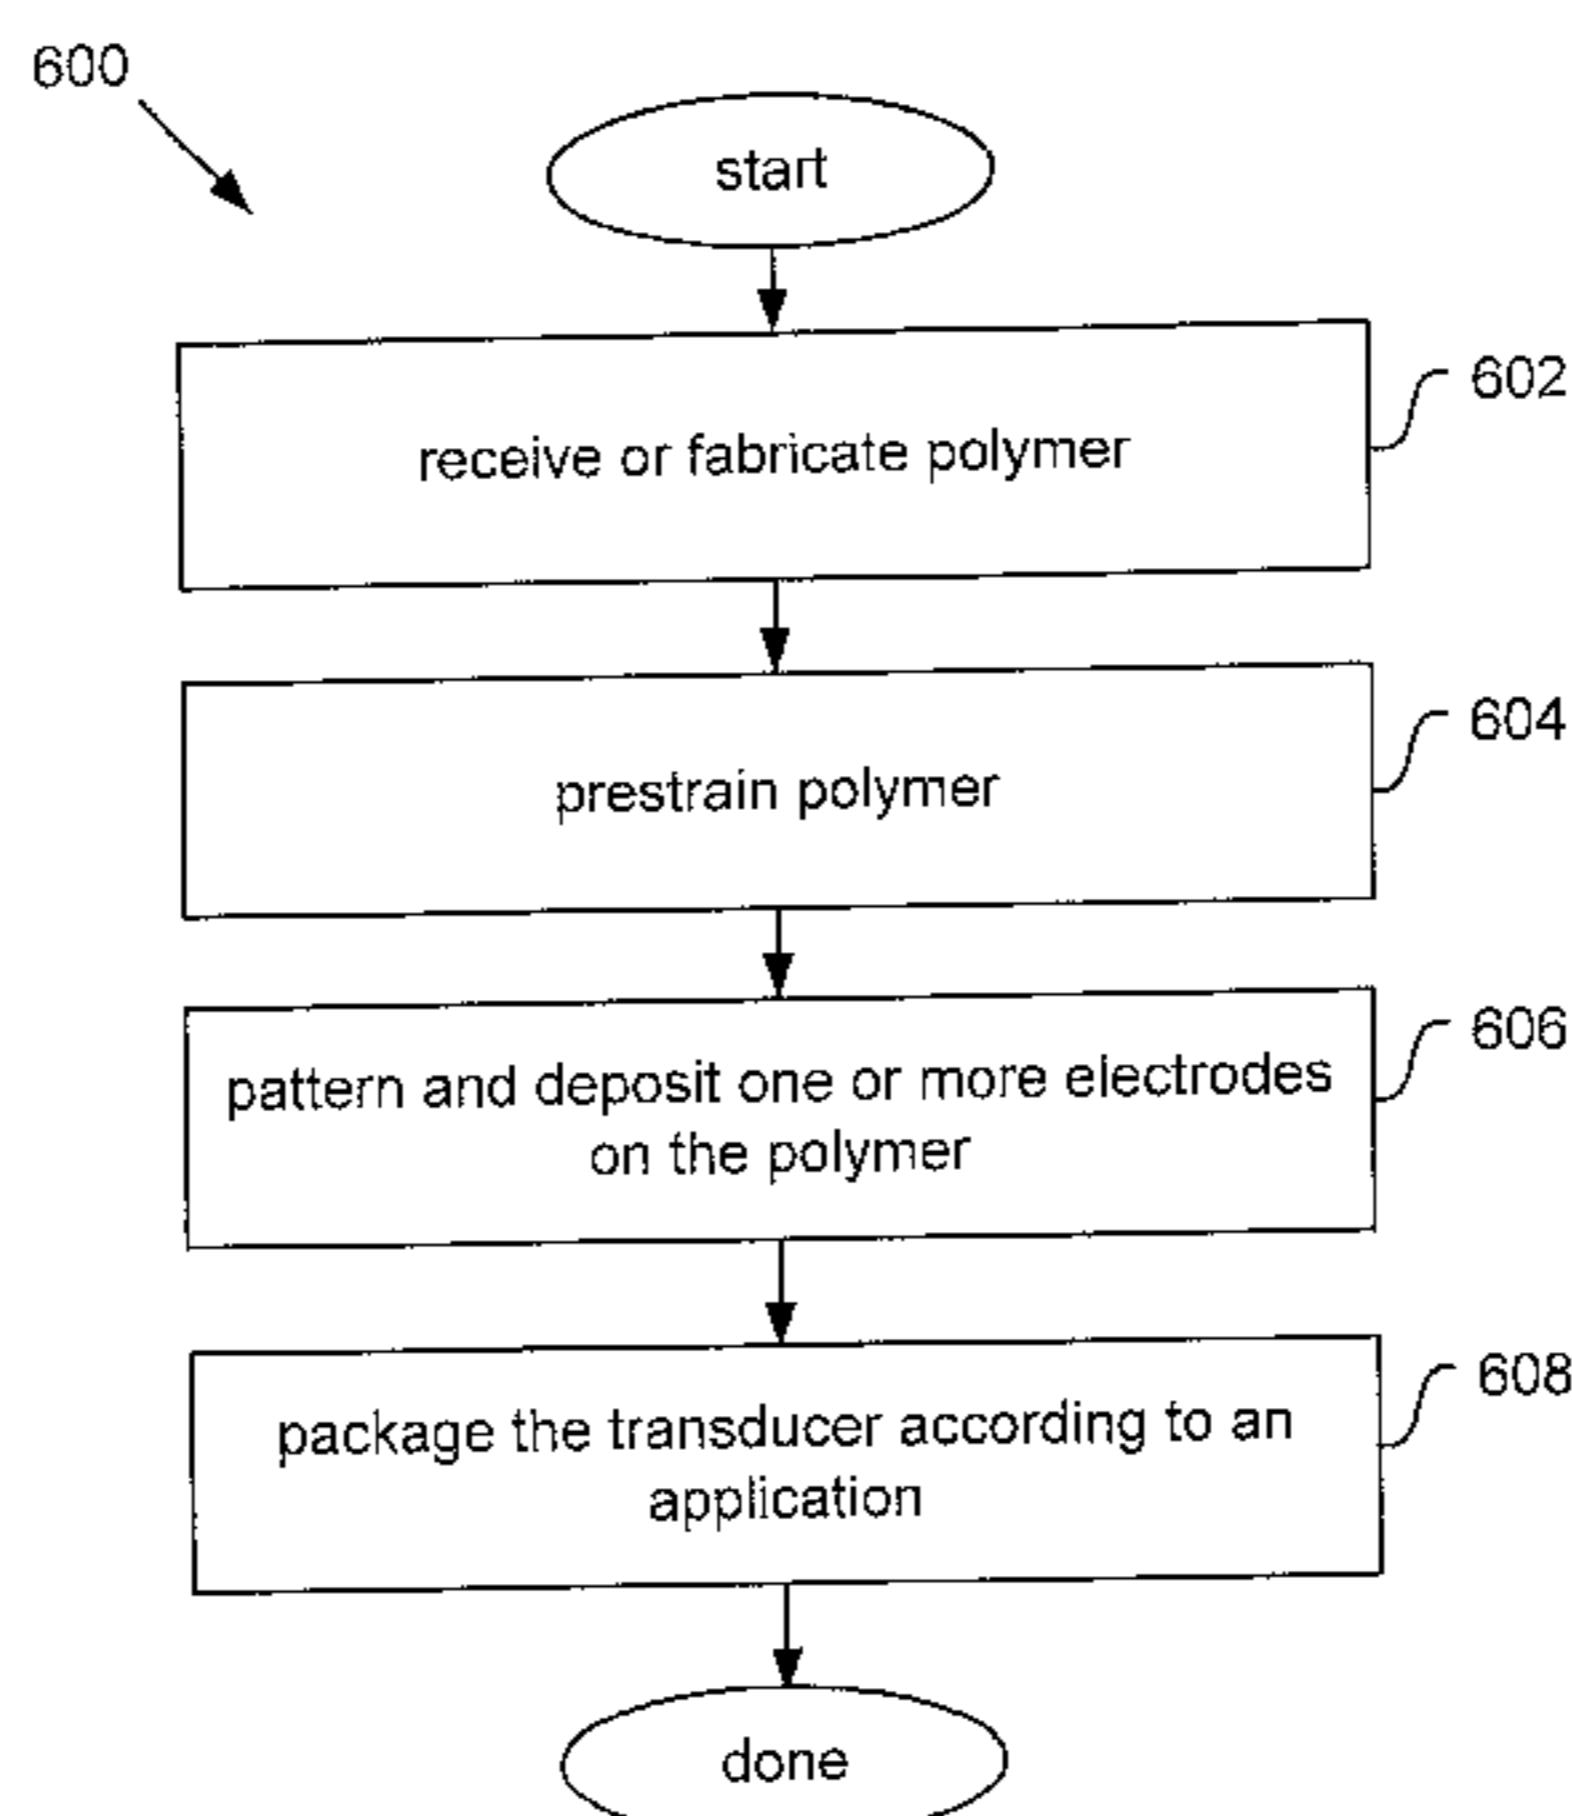 600
start
receive or fabricate polymer
602
prestrain polymer
604
pattern and deposit one or more electrodes
on the polymer
606
package the transducer according to an
application
608
done